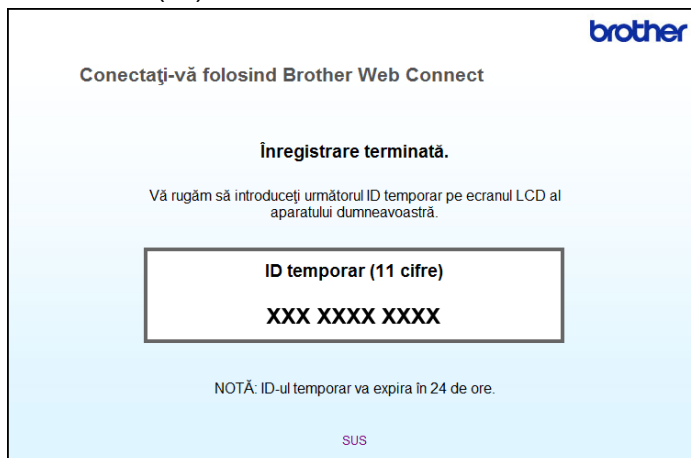 brother
Conectaţi-vă folosind Brother Web Connect
Înregistrare terminată.
Vă rugăm să introduceţi următorul ID temporar pe ecranul LCD al
aparatului dumneavoastră.
ID temporar (11 cifre)
XXX XXXX XXXX
NOTĂ: ID-ul temporar va expira în 24 de ore.
SUS